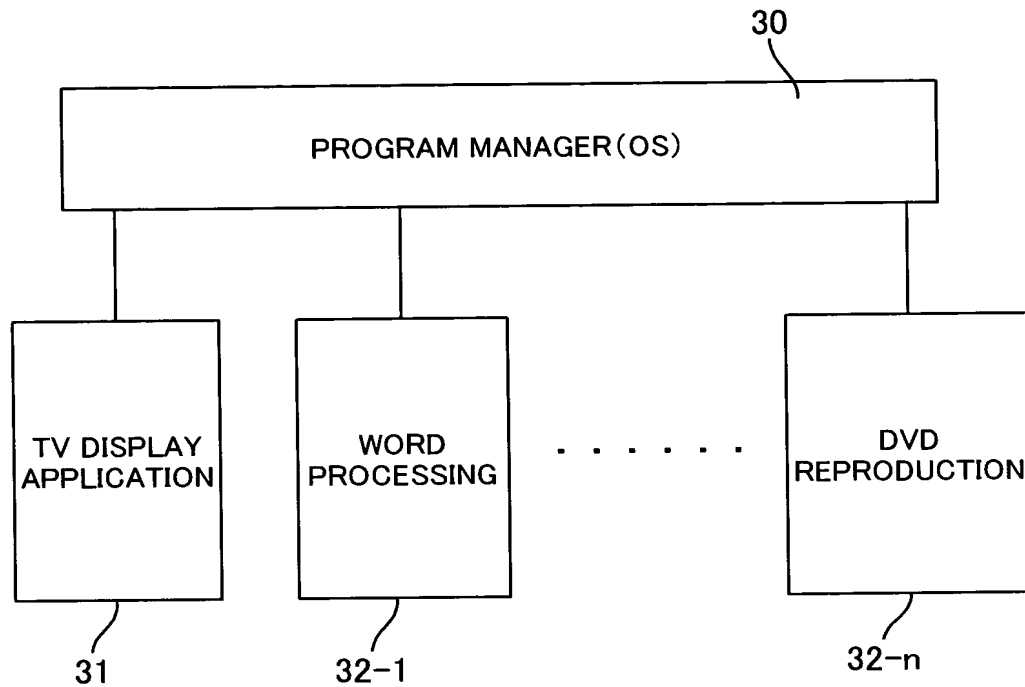 30
PROGRAM MANAGER(OS)
TV DISPLAY
APPLICATION
WORD
PROCESSING
. . . . . .
DVD
REPRODUCTION
31
32-1
32-n